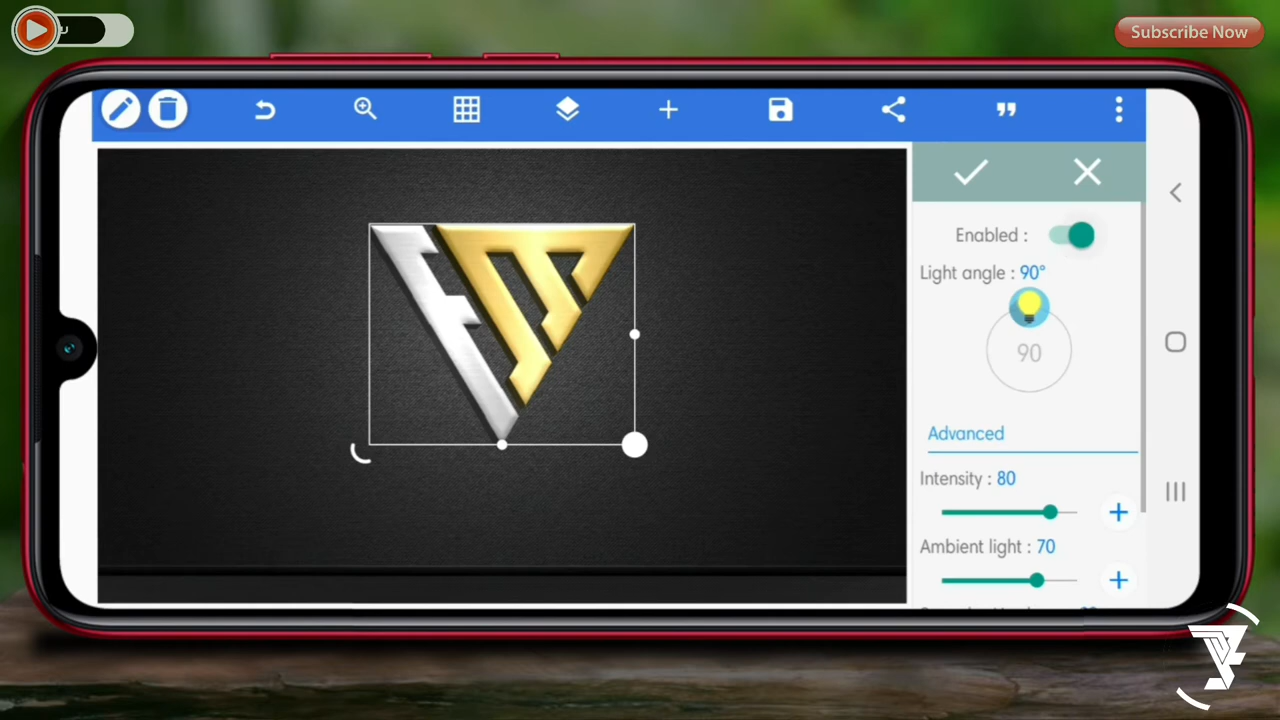 Subscribe Now
Enabled :
Light angle : 90°
90
Advanced
Intensity : 80
Ambient light : 70